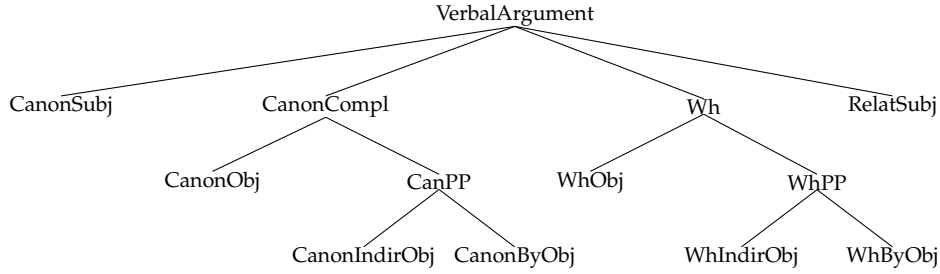 VerbalArgument
CanonSubj CanonCompl Wh RelatSubj
CanonObj CanPP WhObj WhPP
CanonIndirObj CanonByObj WhIndirObj WhByObj